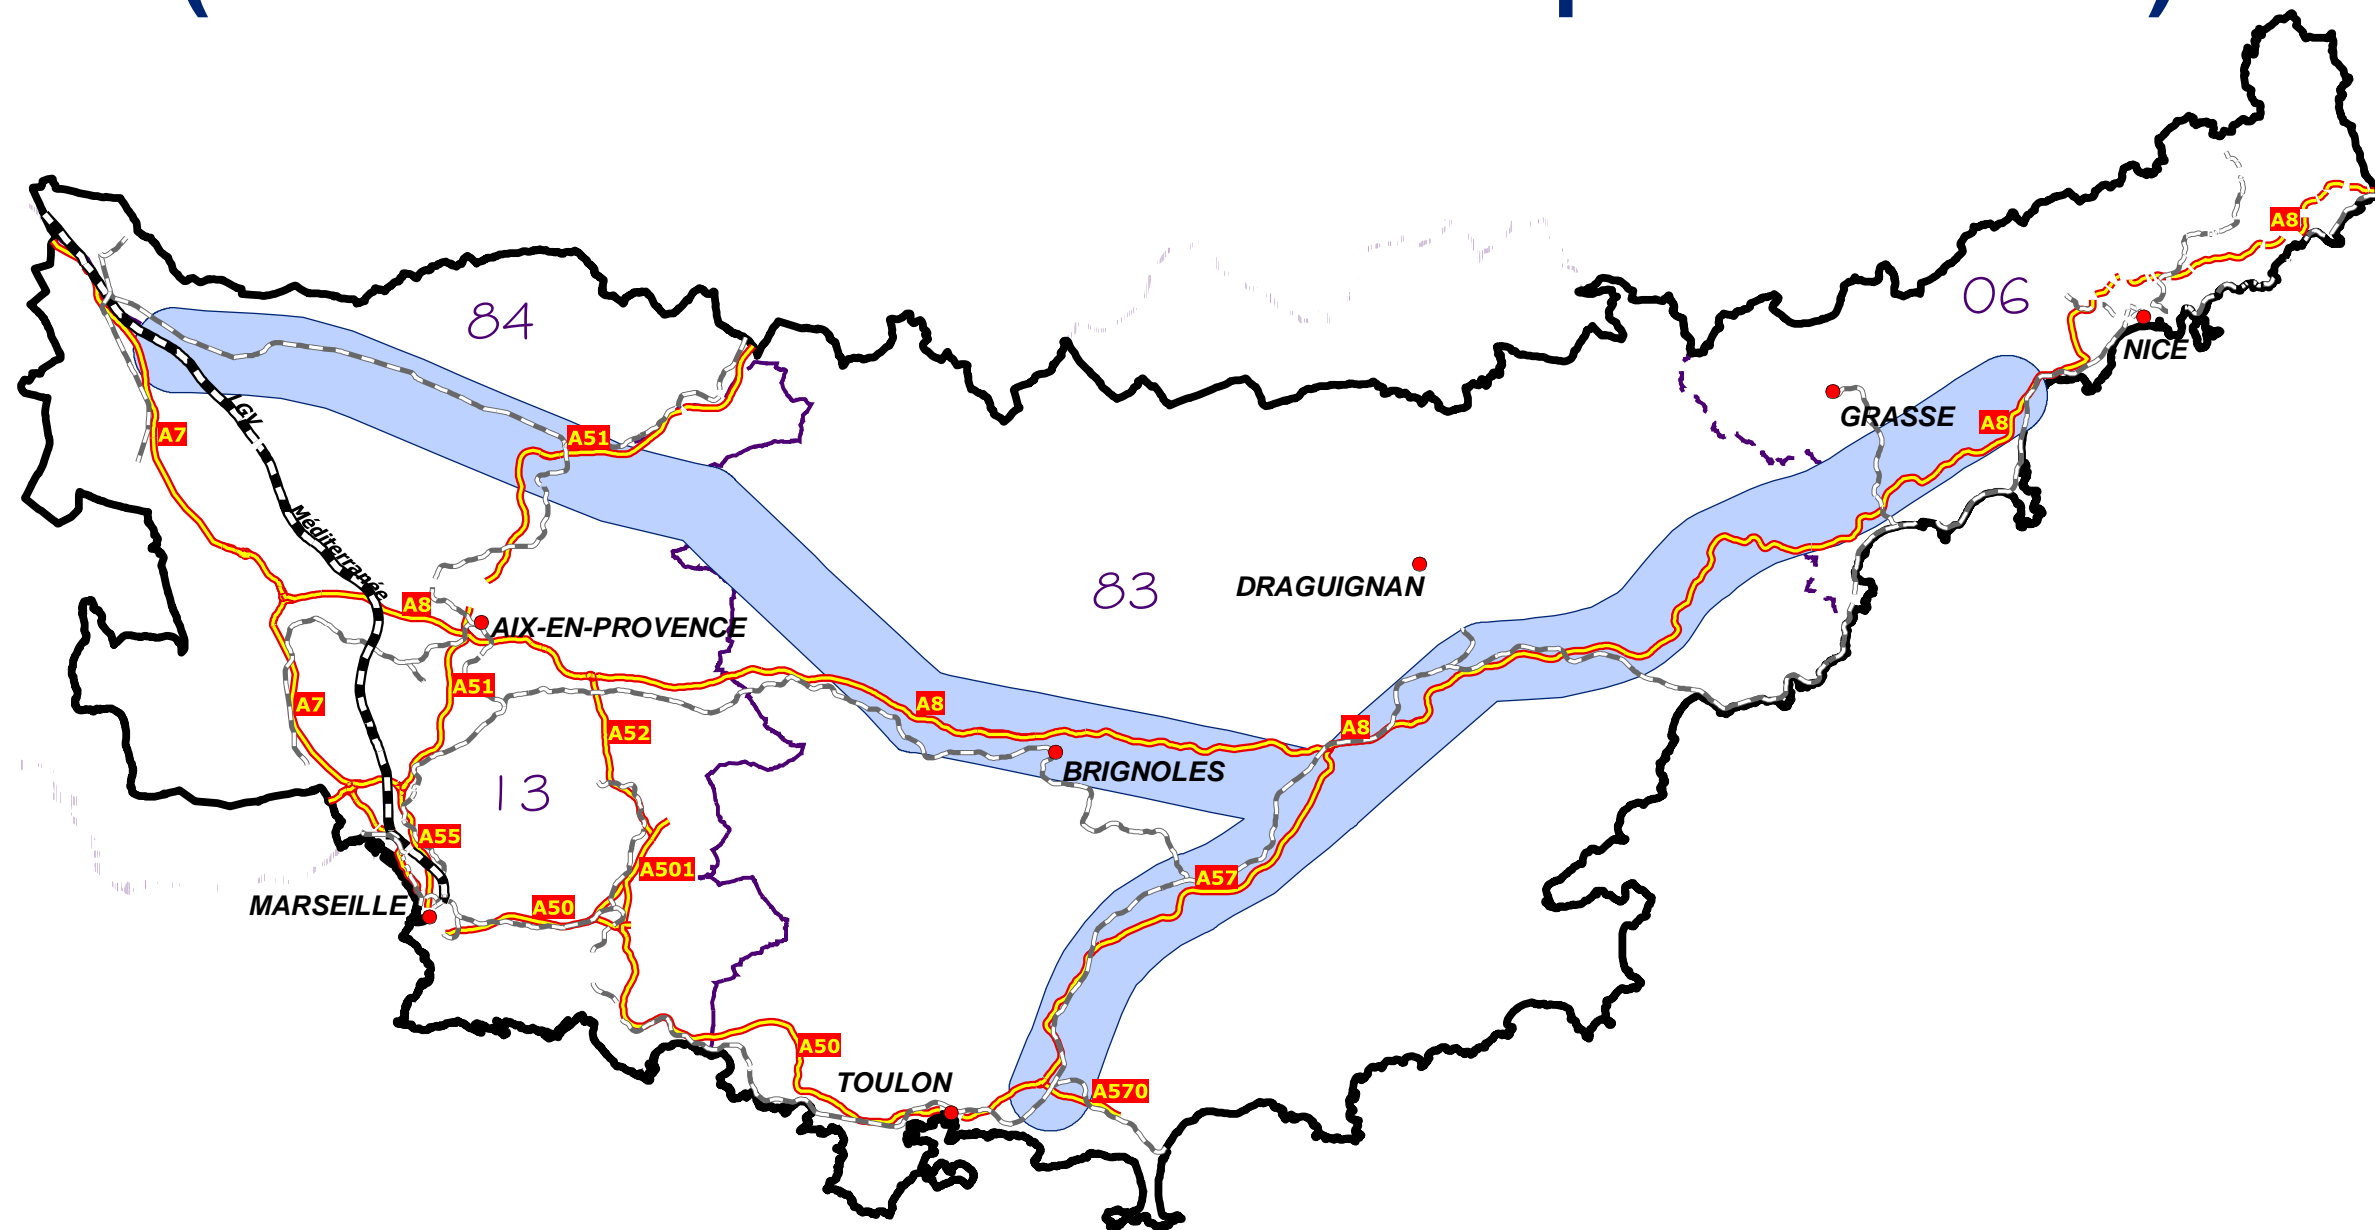 A8
84
06
NICE
GRASSE
A8
LGV
A7
A51
Méditerranée
83
DRAGUIGNAN
A8
AIX-EN-PROVENCE
A51
A7
A8
A52
A8
BRIGNOLES
13
A55
A501
A57
MARSEILLE
A50
A50
TOULON
A570